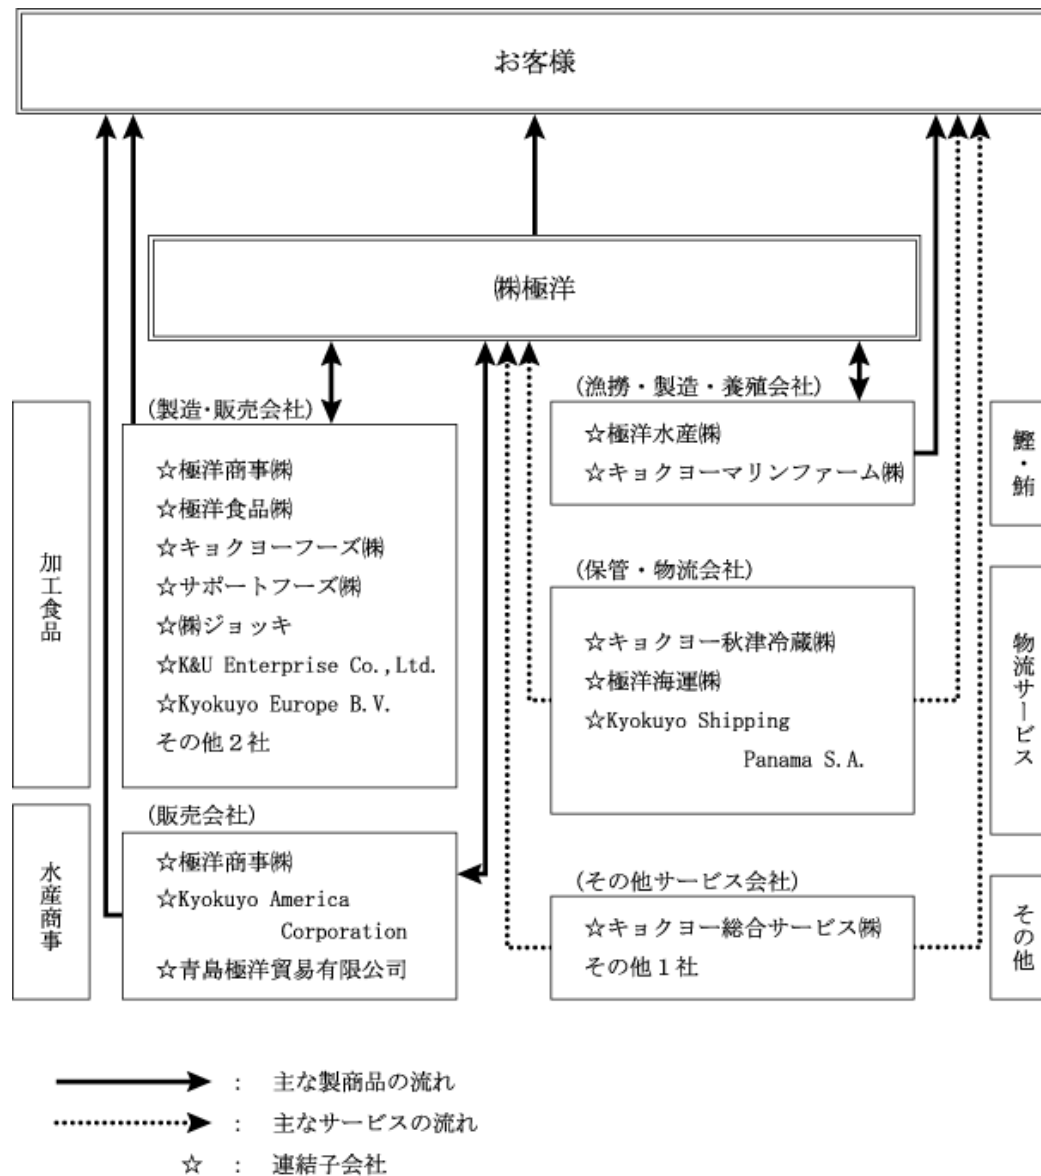 お客様
㈱極洋
(製造・販売会社)
加工食品
☆極洋商事㈱
☆極洋食品㈱
☆キョクヨーフーズ㈱
☆サポートフーズ㈱
☆㈱ジョッキ
☆K&U Enterprise Co.,Ltd.
☆Kyokuyo Europe B.V.
その他２社
(販売会社)
水産商事
☆極洋商事㈱
☆Kyokuyo America
Corporation
☆青島極洋貿易有限公司
(漁撈・製造・養殖会社)
☆極洋水産㈱
☆キョクヨーマリンファーム㈱
鰹・鮪
(保管・物流会社)
☆キョクヨー秋津冷蔵㈱
☆極洋海運㈱
☆Kyokuyo Shipping
Panama S.A.
物流サービス
(その他サービス会社)
☆キョクヨー総合サービス㈱
その他１社
その他
： 主な製商品の流れ
： 主なサービスの流れ
☆ ： 連結子会社